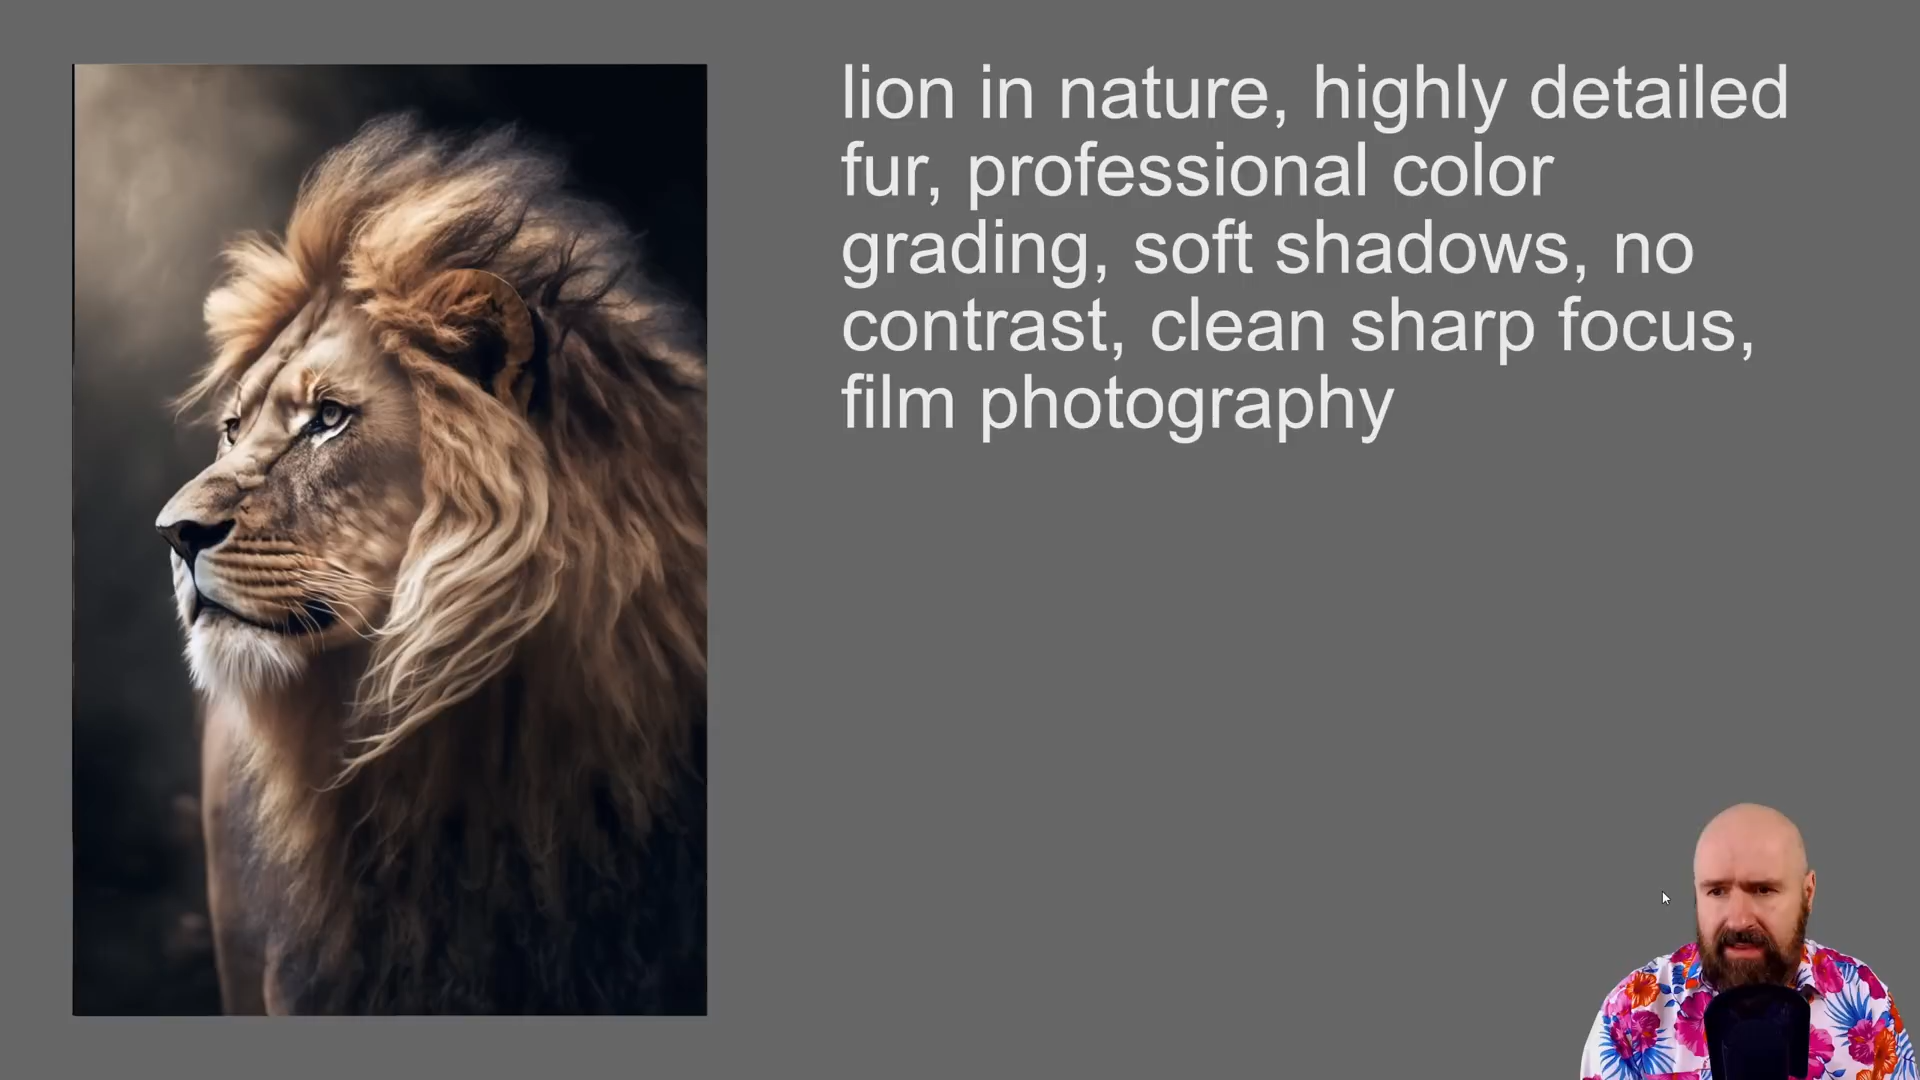 lion in nature, highly detailed
fur, professional color
grading, soft shadows, no
contrast, clean sharp focus,
film photography